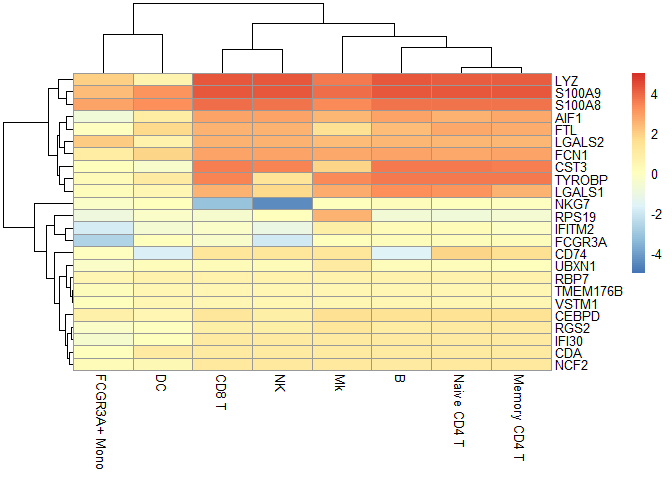 LYZ
S100A9
S100A8
AIF1
FTL
LGALS2
FCN1
CST3
TYROBP
LGALS1
NKG7
RPS19
IFITM2
FCGR3A
CD74
UBXN1
RBP7
TMEM176B
VSTM1
CEBPD
RGS2
IFI30
CDA
NCF2
4
2
0
-2
-4
FCGR3A+ Mono
DC
CD8 T
NK
Mk
B
Naive CD4 T
Memory CD4 T